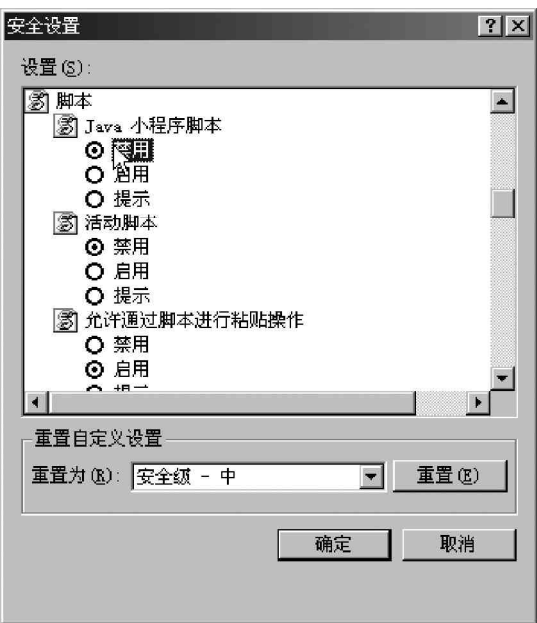 安全设置
设置(S):
脚本
Java 小程序脚本
禁用
启用
提示
活动脚本
禁用
启用
提示
允许通过脚本进行粘贴操作
禁用
启用
重置自定义设置
重置为(R): 安全级 - 中 重置(E)
确定 取消